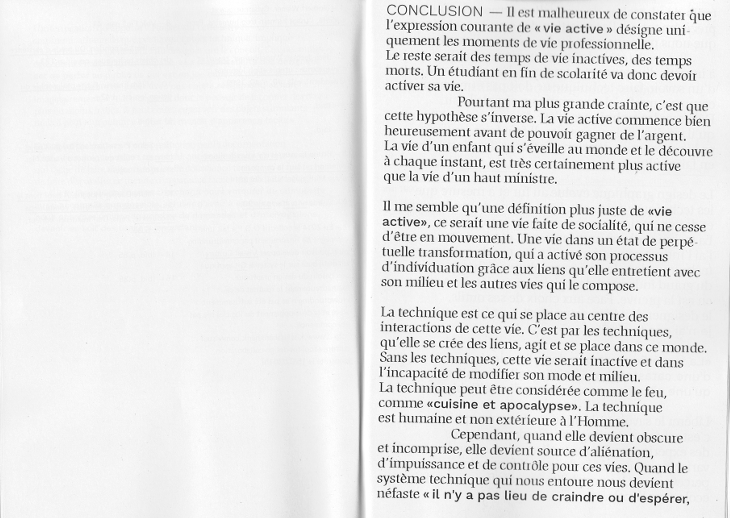 CONCLUSION — Il est malheureux de constater que
l'expression courante de « vie active » désigne uni-
quement les moments de vie professionnelle.
Le reste serait des temps de vie inactives, des temps
morts. Un étudiant en fin de scolarité va donc devoir
activer sa vie.
Pourtant ma plus grande crainte, c'est que
cette hypothèse s'inverse. La vie active commence bien
heureusement avant de pouvoir gagner de l'argent.
La vie d'un enfant qui s'éveille au monde et le découvre
à chaque instant, est très certainement plus active
que la vie d'un haut ministre.
Il me semble qu'une définition plus juste de «vie
active», ce serait une vie faite de socialité, qui ne cesse
d'être en mouvement. Une vie dans un état de perpé-
tuelle transformation, qui a activé son processus
d'individuation grâce aux liens qu'elle entretient avec
son milieu et les autres vies qui le compose.
La technique est ce qui se place au centre des
interactions de cette vie. C'est par les techniques,
qu'elle se crée des liens, agit et se place dans ce monde.
Sans les techniques, cette vie serait inactive et dans
l'incapacité de modifier son mode et milieu.
La technique peut être considérée comme le feu,
comme «cuisine et apocalypse». La technique
est humaine et non extérieure à l'Homme.
Cependant, quand elle devient obscure
et incomprise, elle devient source d'aliénation,
d'impuissance et de contrôle pour ces vies. Quand le
système technique qui nous entoure nous devient
néfaste « il n'y a pas lieu de craindre ou d'espérer,